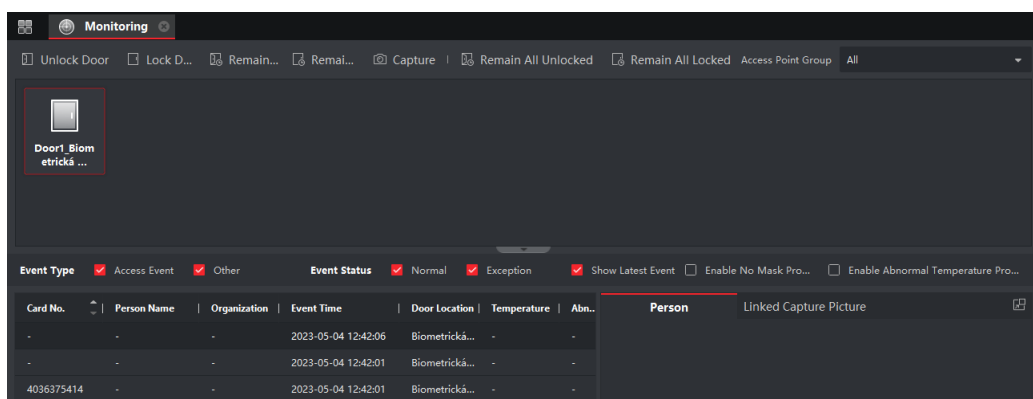 Monitoring
Unlock Door Lock D... Remain... Remai... Capture Remain All Unlocked Remain All Locked Access Point Group All
Door1_Biom
etrická ...
Event Type Access Event Other Event Status Normal Exception Show Latest Event Enable No Mask Pro... Enable Abnormal Temperature Pro...
Card No. Person Name Organization Event Time Door Location Temperature Abn.. Person Linked Capture Picture
- - - 2023-05-04 12:42:06 Biometrická... - -
- - - 2023-05-04 12:42:01 Biometrická... - -
4036375414 - - 2023-05-04 12:42:01 Biometrická... - -